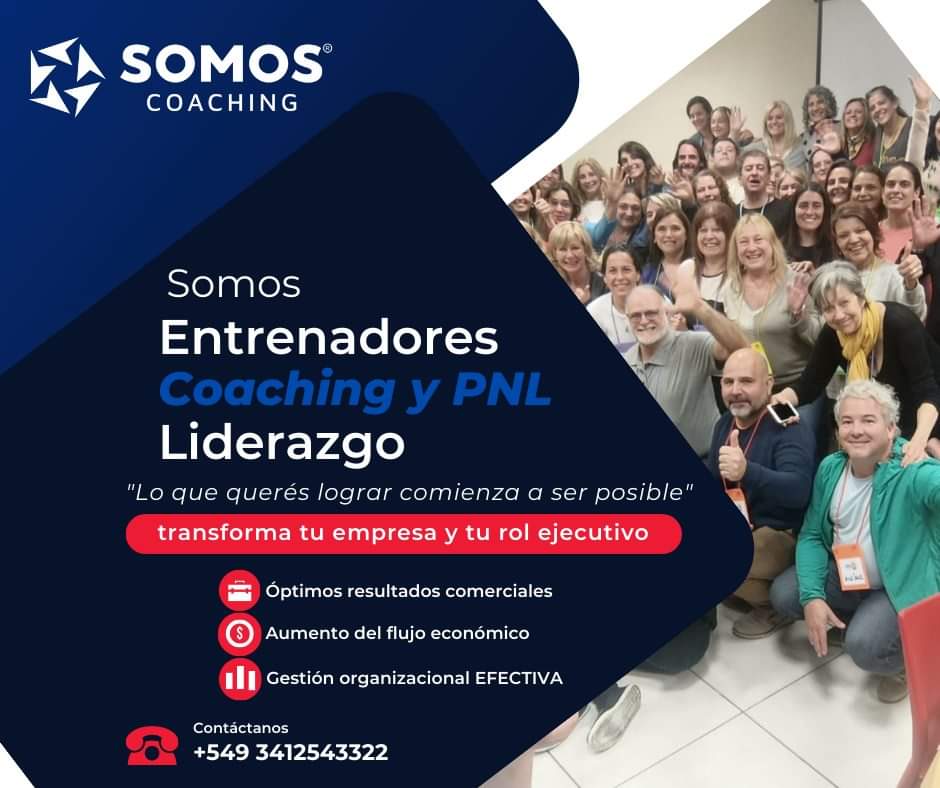 SOMOS®
COACHING
Somos
Entrenadores
Coaching y PNL
Liderazgo
"Lo que querés lograr comienza a ser posible"
transforma tu empresa y tu rol ejecutivo
Óptimos resultados comerciales
Aumento del flujo económico
Gestión organizacional EFECTIVA
Contáctanos
+549 3412543322